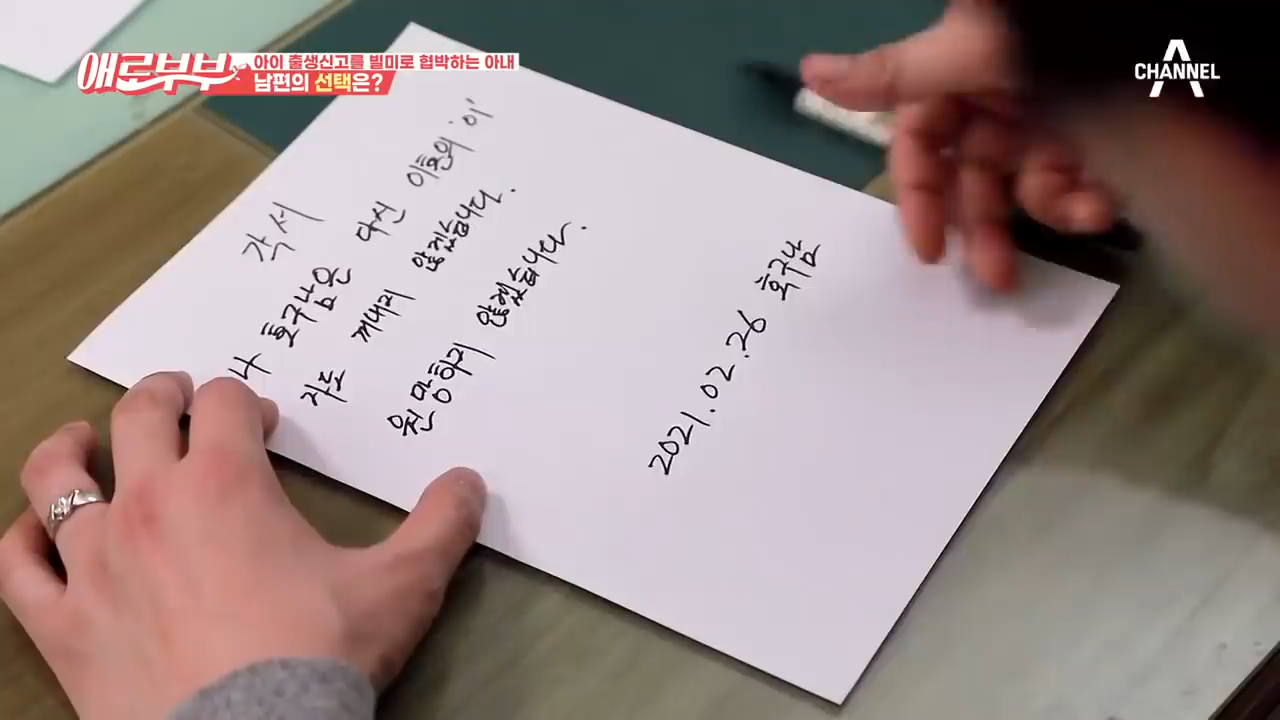 애로부부
아이 출생신고를 빌미로 협박하는 아내
남편의 선택은?
CHANNEL
각서
나 호구남은 다신 이혼의 '이'
자도 꺼내지 않겠습니다.
원망하지 않겠습니다.
2021.02.26 호구남